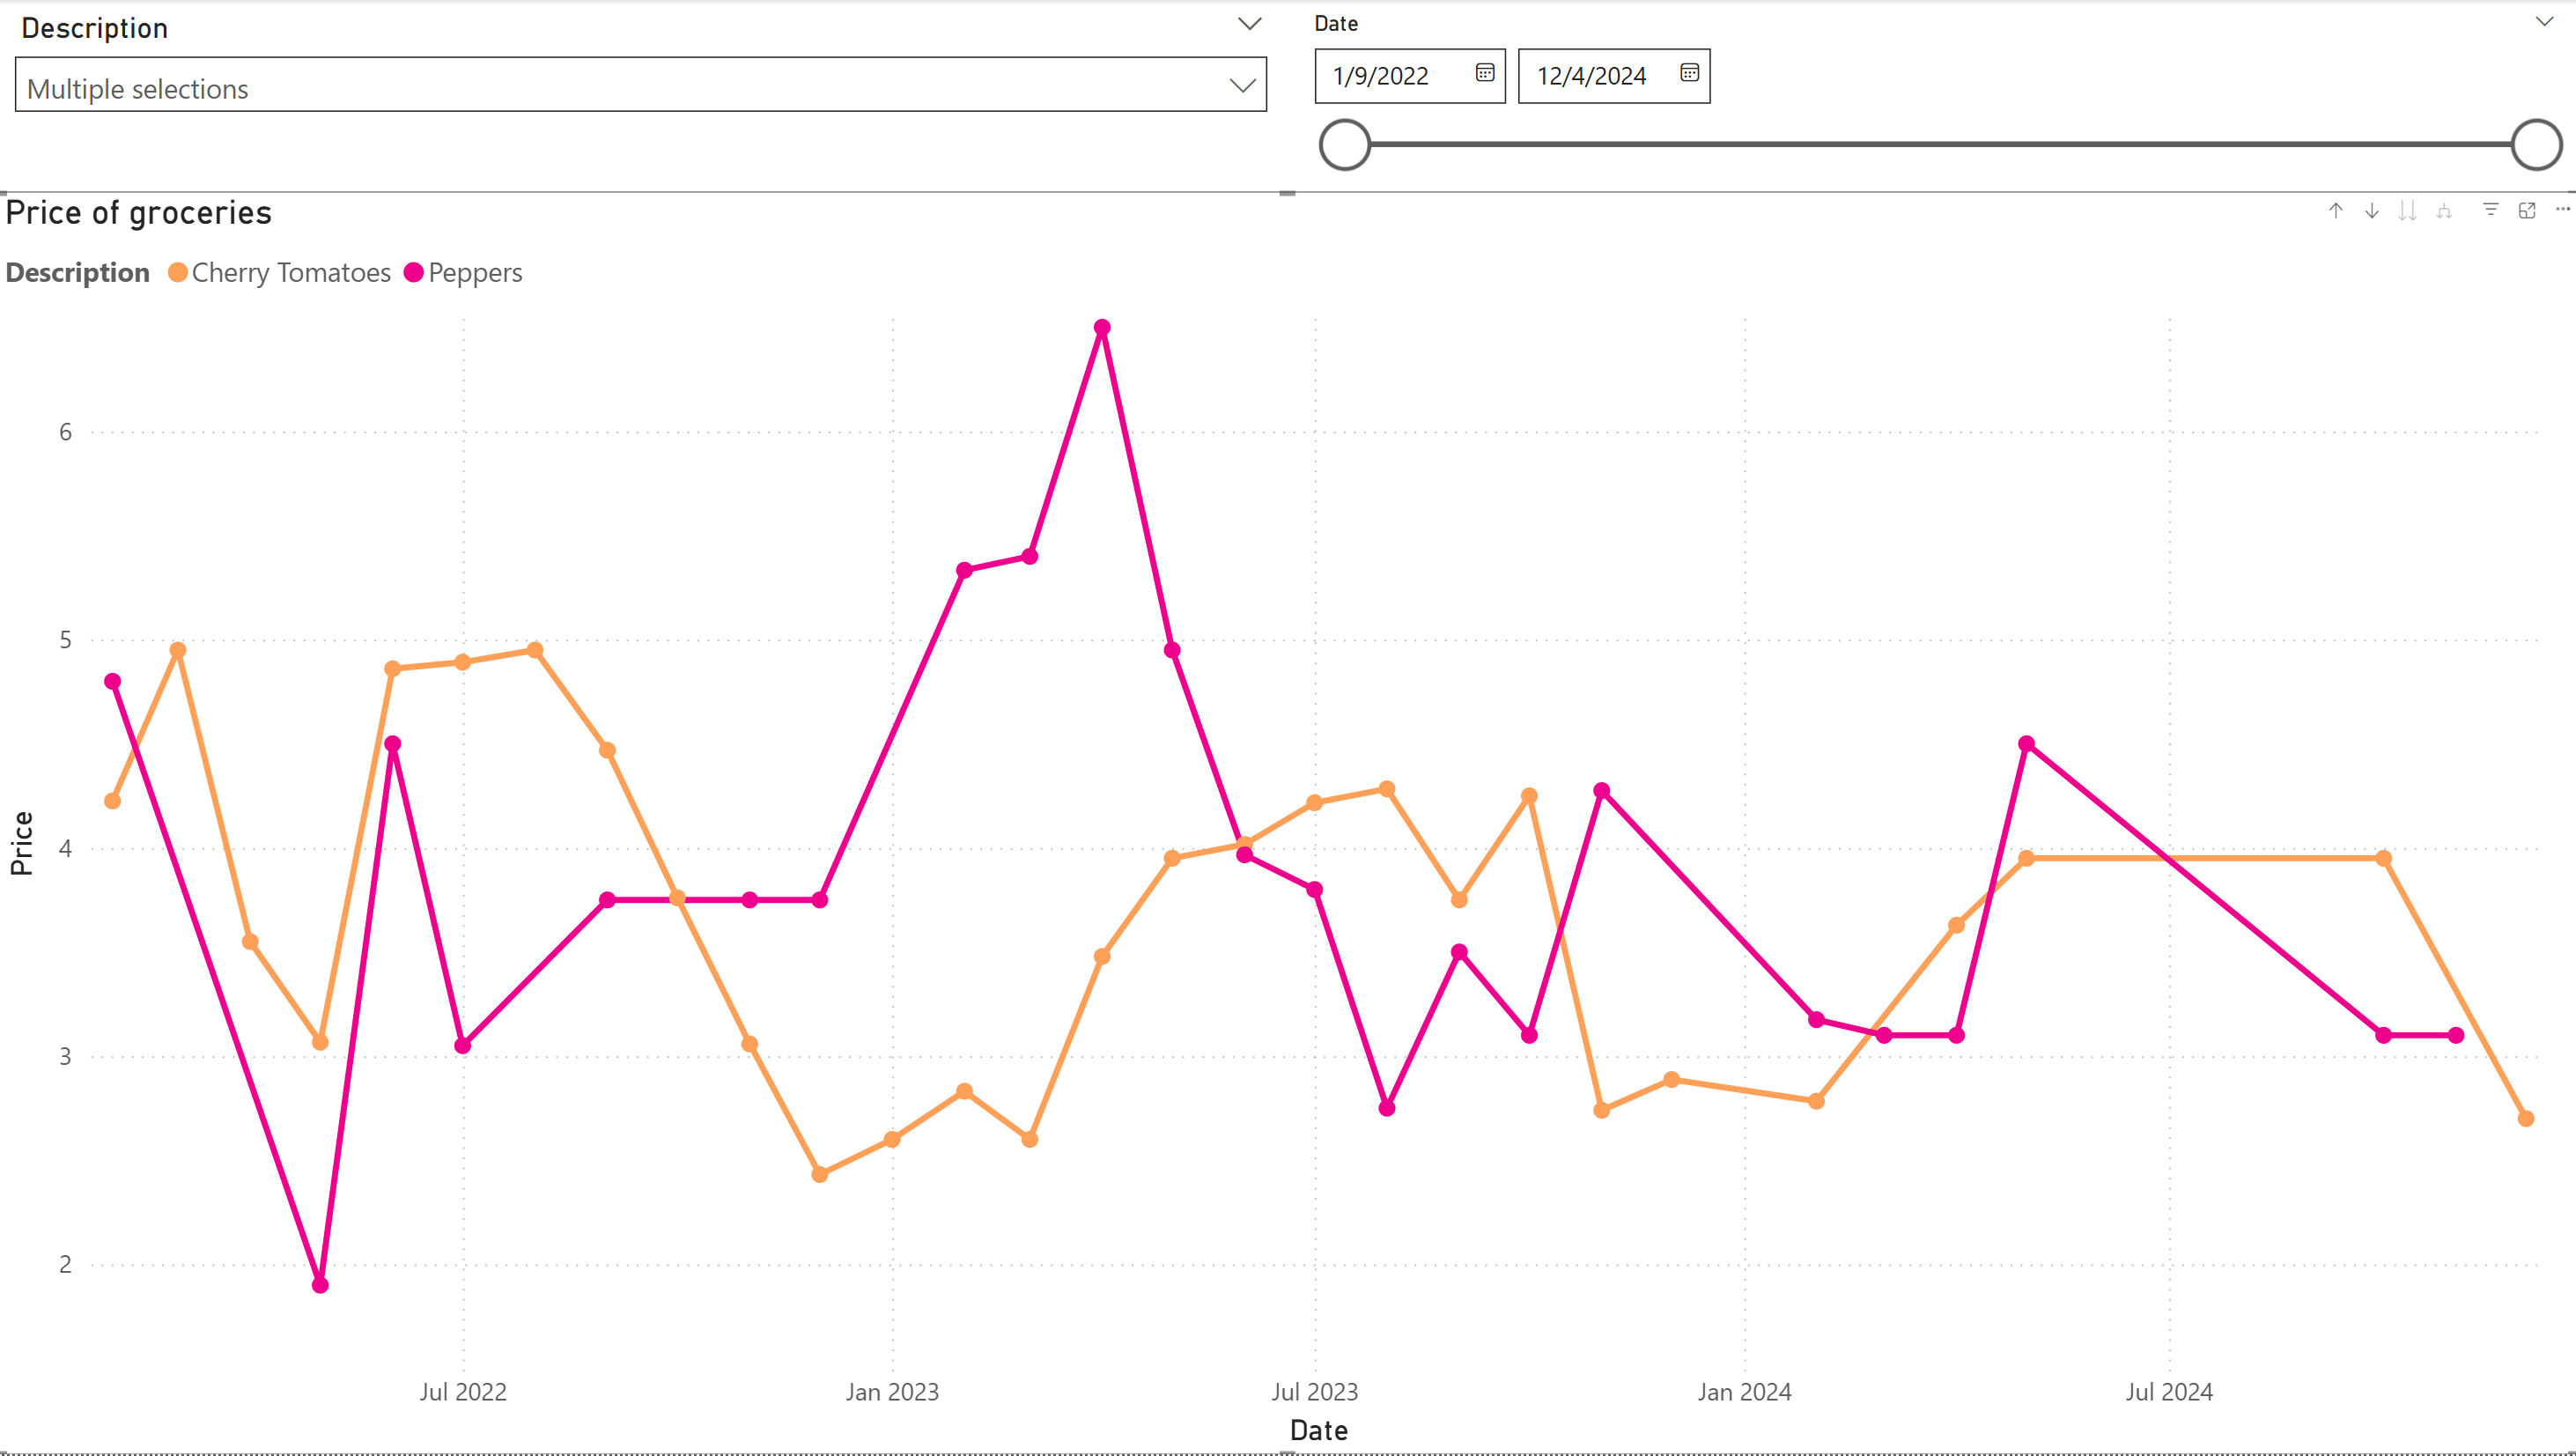 Description
Multiple selections
Date
1/9/2022 12/4/2024
Price of groceries
Description Cherry Tomatoes Peppers
6
5
4
3
2
Price
Jul 2022 Jan 2023 Jul 2023 Jan 2024 Jul 2024
Date